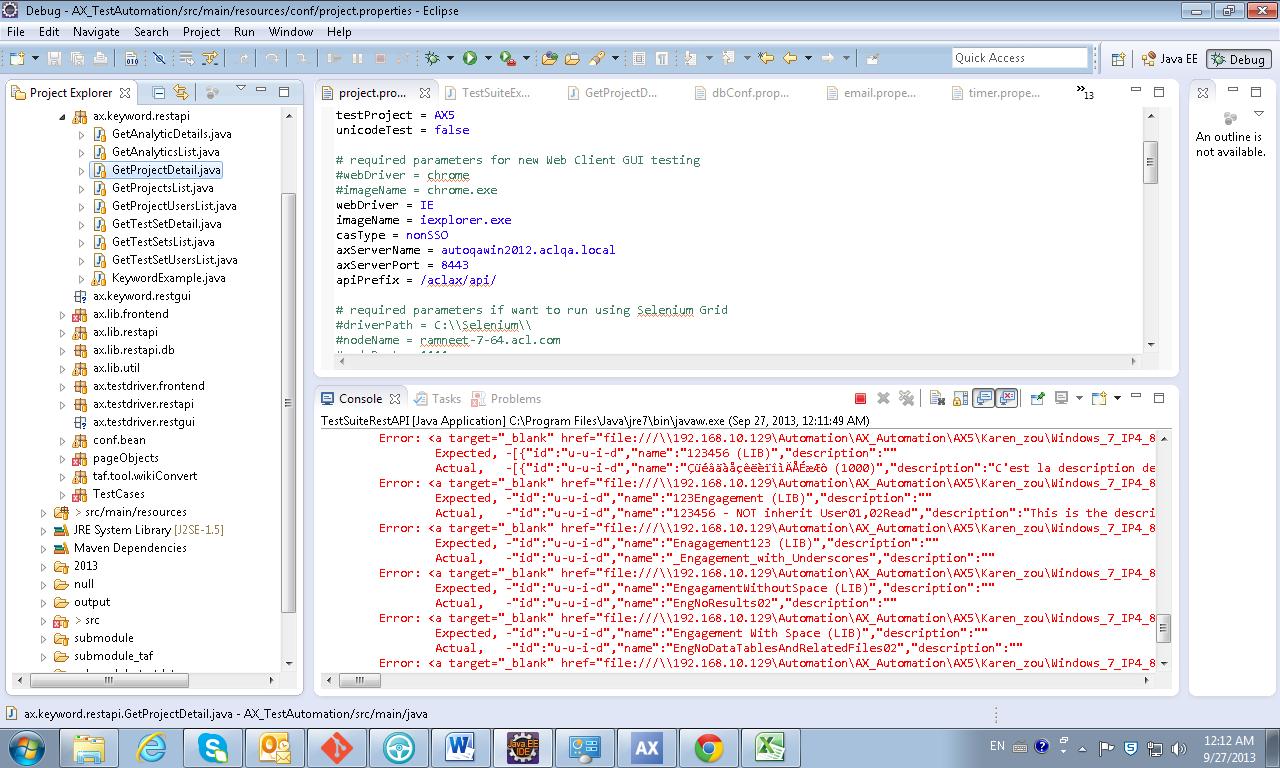 Debug - AX_TestAutomation/src/main/resources/conf/project.properties - Eclipse
File Edit Navigate Search Project Run Window Help
Quick Access
Java EE
Debug
Project Explorer
ax.keyword.restapi
GetAnalyticDetails.java
GetAnalyticsList.java
GetProjectDetail.java
GetProjectsList.java
GetProjectUsersList.java
GetTestSetDetail.java
GetTestSetsList.java
GetTestSetUsersList.java
KeywordExample.java
ax.keyword.restgui
ax.lib.frontend
ax.lib.restapi
ax.lib.restapi.db
ax.lib.util
ax.testdriver.frontend
ax.testdriver.restapi
ax.testdriver.restgui
conf.bean
pageObjects
taf.tool.wikiConvert
TestCases
> src/main/resources
JRE System Library [J2SE-1.5]
Maven Dependencies
2013
null
output
> src
submodule
submodule_taf
project.pro... TestSuiteEx... GetProjectD... dbConf.prop... email.prope... timer.prope... »13
testProject = AX5
unicodeTest = false
# required parameters for new Web Client GUI testing
#webDriver = chrome
#imageName = chrome.exe
webDriver = IE
imageName = iexplorer.exe
casType = nonSSO
axServerName = autoqawin2012.aclqa.local
axServerPort = 8443
apiPrefix = /aclax/api/
# required parameters if want to run using Selenium Grid
#driverPath = C:\\Selenium\\
#nodeName = ramneet-7-64.acl.com
An outline is not available.
Console Tasks Problems
TestSuiteRestAPI [Java Application] C:\Program Files\Java\jre7\bin\javaw.exe (Sep 27, 2013, 12:11:49 AM)
Error: <a target="_blank" href="file:///\\192.168.10.129\Automation\AX_Automation\AX5\Karen_zou\Windows_7_IP4_8
Expected, -[{"id":"u-u-i-d","name":"123456 (LIB)","description":""
Actual, -[{"id":"u-u-i-d","name":" (1000)","description":"C'est la description de
Error: <a target="_blank" href="file:///\\192.168.10.129\Automation\AX_Automation\AX5\Karen_zou\Windows_7_IP4_8
Expected, -"id":"u-u-i-d","name":"123Engagement (LIB)","description":""
Actual, -"id":"u-u-i-d","name":"123456 - NOT inherit User01,02Read","description":"This is the descri
Error: <a target="_blank" href="file:///\\192.168.10.129\Automation\AX_Automation\AX5\Karen_zou\Windows_7_IP4_8
Expected, -"id":"u-u-i-d","name":"Enagagement123 (LIB)","description":""
Actual, -"id":"u-u-i-d","name":"_Engagement_with_Underscores","description":""
Error: <a target="_blank" href="file:///\\192.168.10.129\Automation\AX_Automation\AX5\Karen_zou\Windows_7_IP4_8
Expected, -"id":"u-u-i-d","name":"EngagamentWithoutSpace (LIB)","description":""
Actual, -"id":"u-u-i-d","name":"EngNoResults02","description":""
Error: <a target="_blank" href="file:///\\192.168.10.129\Automation\AX_Automation\AX5\Karen_zou\Windows_7_IP4_8
Expected, -"id":"u-u-i-d","name":"Engagement With Space (LIB)","description":""
Actual, -"id":"u-u-i-d","name":"EngNoDataTablesAndRelatedFiles02","description":""
Error: <a target="_blank" href="file:///\\192.168.10.129\Automation\AX_Automation\AX5\Karen_zou\Windows_7_IP4_8
ax.keyword.restapi.GetProjectDetail.java - AX_TestAutomation/src/main/java
Java EE IDE
AX
EN
12:12 AM
9/27/2013